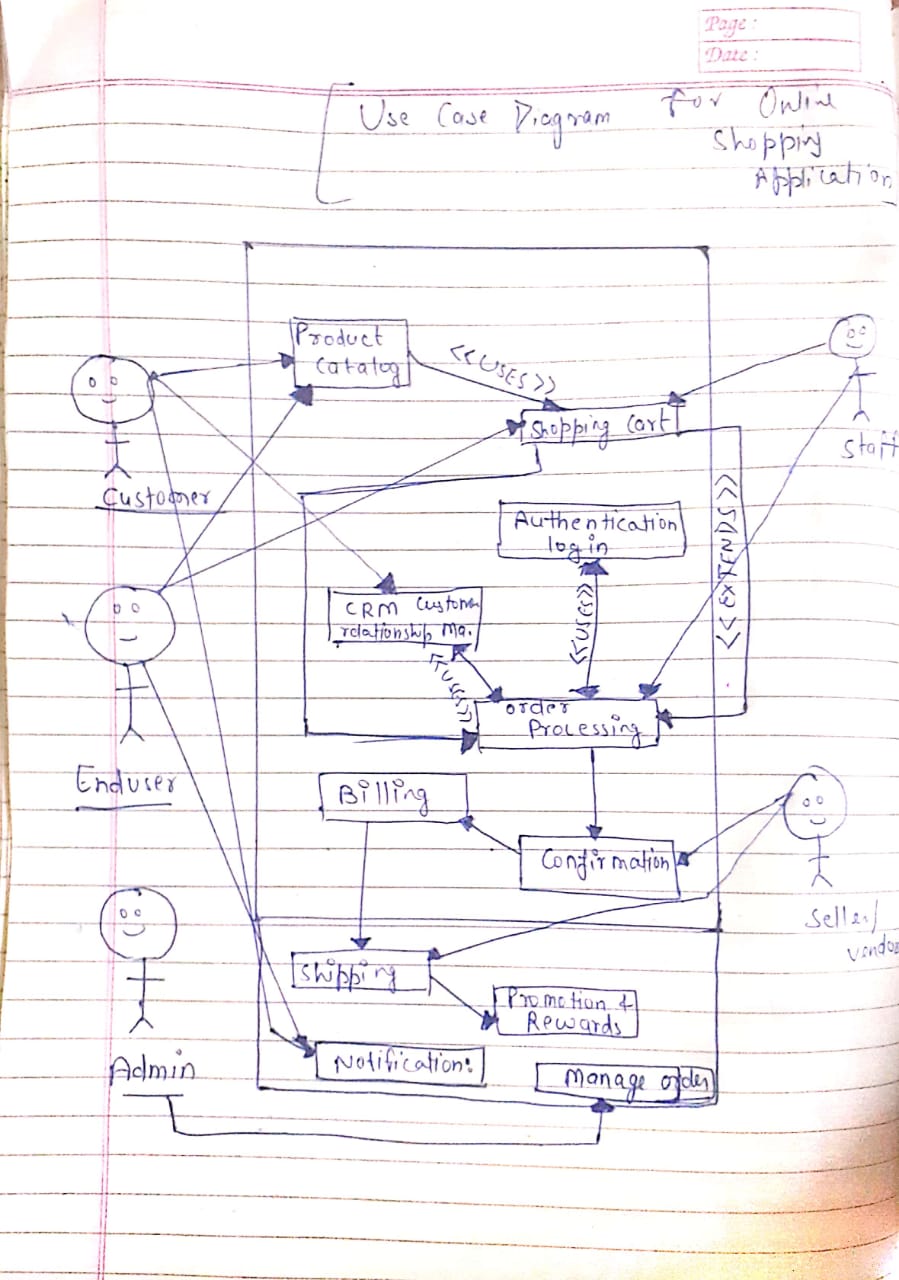 Page :
Date :
Use Case Diagram For Online
Shopping
Application
Product
Catalog
<<USES>>
Shopping Cart
Staff
Customer
Authentication
log in
<<EXTENDS>>
CRM Customer
relationship Ma.
<<USES>>
<<USES>>
order
Processing
Enduser
Billing
Confirmation
Seller/
vendor
Shipping
Promotion &
Rewards
Admin
Notification:
Manage order